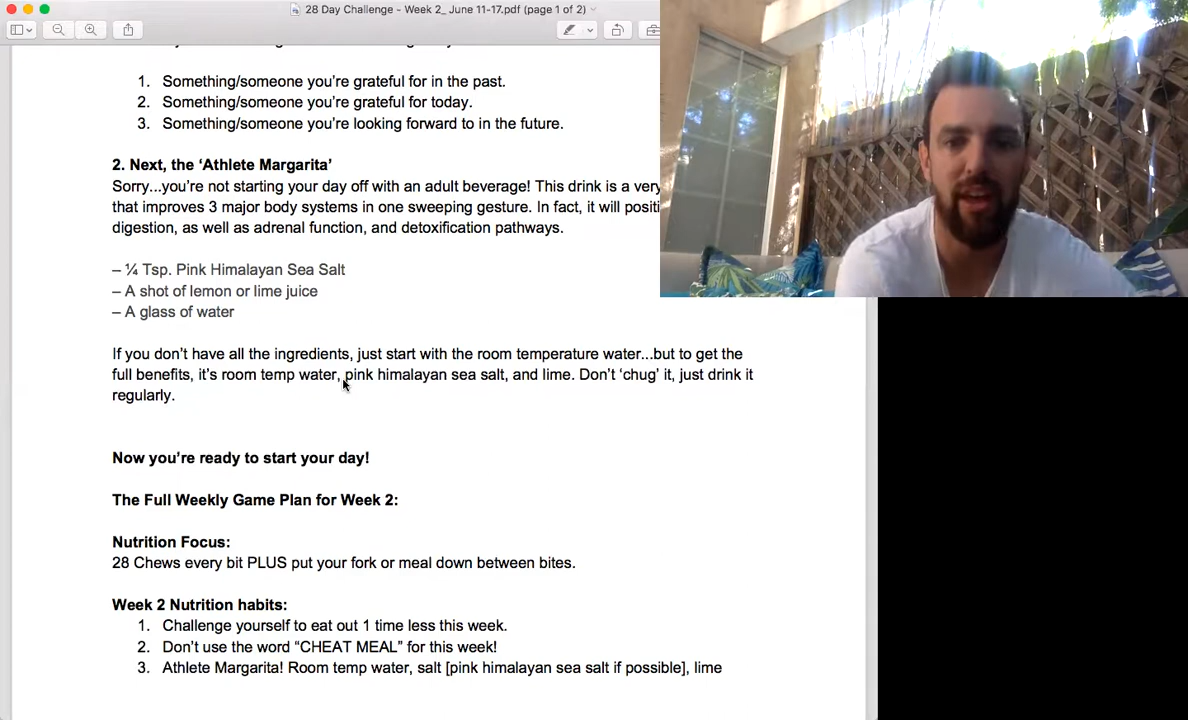 28 Day Challenge - Week 2_ June 11-17.pdf (page 1 of 2)
1. Something/someone you're grateful for in the past.
2. Something/someone you're grateful for today.
3. Something/someone you're looking forward to in the future.
2. Next, the 'Athlete Margarita'
Sorry...you're not starting your day off with an adult beverage! This drink is a very
that improves 3 major body systems in one sweeping gesture. In fact, it will positi
digestion, as well as adrenal function, and detoxification pathways.
– ¼ Tsp. Pink Himalayan Sea Salt
– A shot of lemon or lime juice
– A glass of water
If you don't have all the ingredients, just start with the room temperature water...but to get the
full benefits, it's room temp water, pink himalayan sea salt, and lime. Don't 'chug' it, just drink it
regularly.
Now you're ready to start your day!
The Full Weekly Game Plan for Week 2:
Nutrition Focus:
28 Chews every bit PLUS put your fork or meal down between bites.
Week 2 Nutrition habits:
1. Challenge yourself to eat out 1 time less this week.
2. Don't use the word "CHEAT MEAL" for this week!
3. Athlete Margarita! Room temp water, salt [pink himalayan sea salt if possible], lime